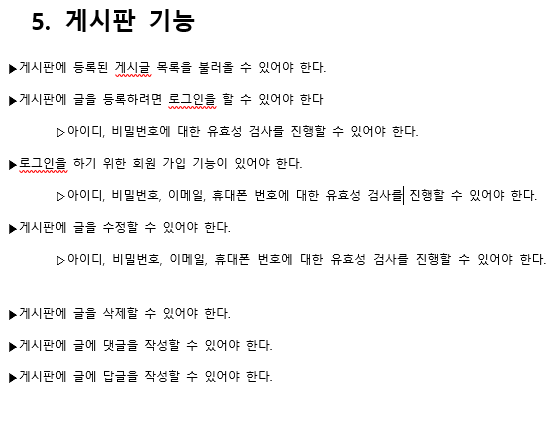 5. 게시판 기능
▶게시판에 등록된 게시글 목록을 불러올 수 있어야 한다.
▶게시판에 글을 등록하려면 로그인을 할 수 있어야 한다
▷아이디, 비밀번호에 대한 유효성 검사를 진행할 수 있어야 한다.
▶로그인을 하기 위한 회원 가입 기능이 있어야 한다.
▷아이디, 비밀번호, 이메일, 휴대폰 번호에 대한 유효성 검사를 진행할 수 있어야 한다.
▶게시판에 글을 수정할 수 있어야 한다.
▷아이디, 비밀번호, 이메일, 휴대폰 번호에 대한 유효성 검사를 진행할 수 있어야 한다.
▶게시판에 글을 삭제할 수 있어야 한다.
▶게시판에 글에 댓글을 작성할 수 있어야 한다.
▶게시판에 글에 답글을 작성할 수 있어야 한다.